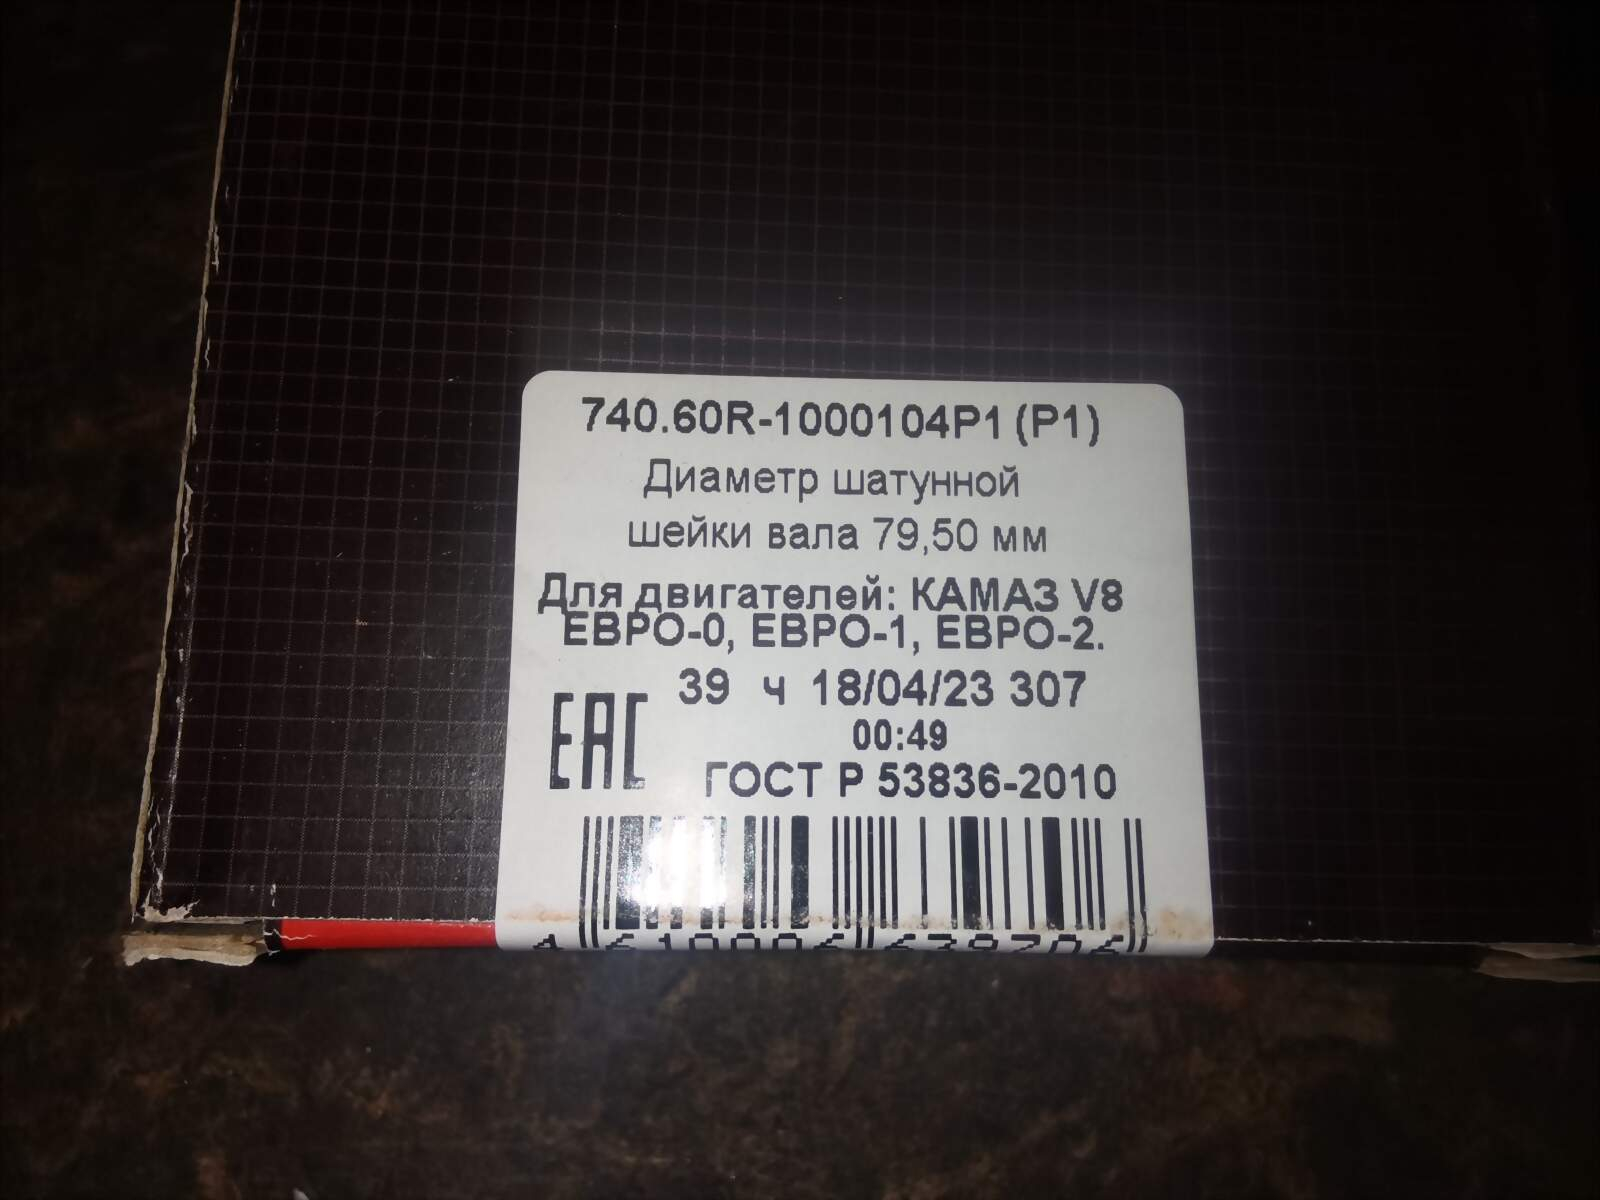 740.60R-1000104P1 (P1)
Диаметр шатунной
шейки вала 79,50 мм
Для двигателей: КАМАЗ V8
ЕВРО-0, ЕВРО-1, ЕВРО-2.
39 ч 18/04/23 307
00:49
EAC
ГОСТ Р 53836-2010